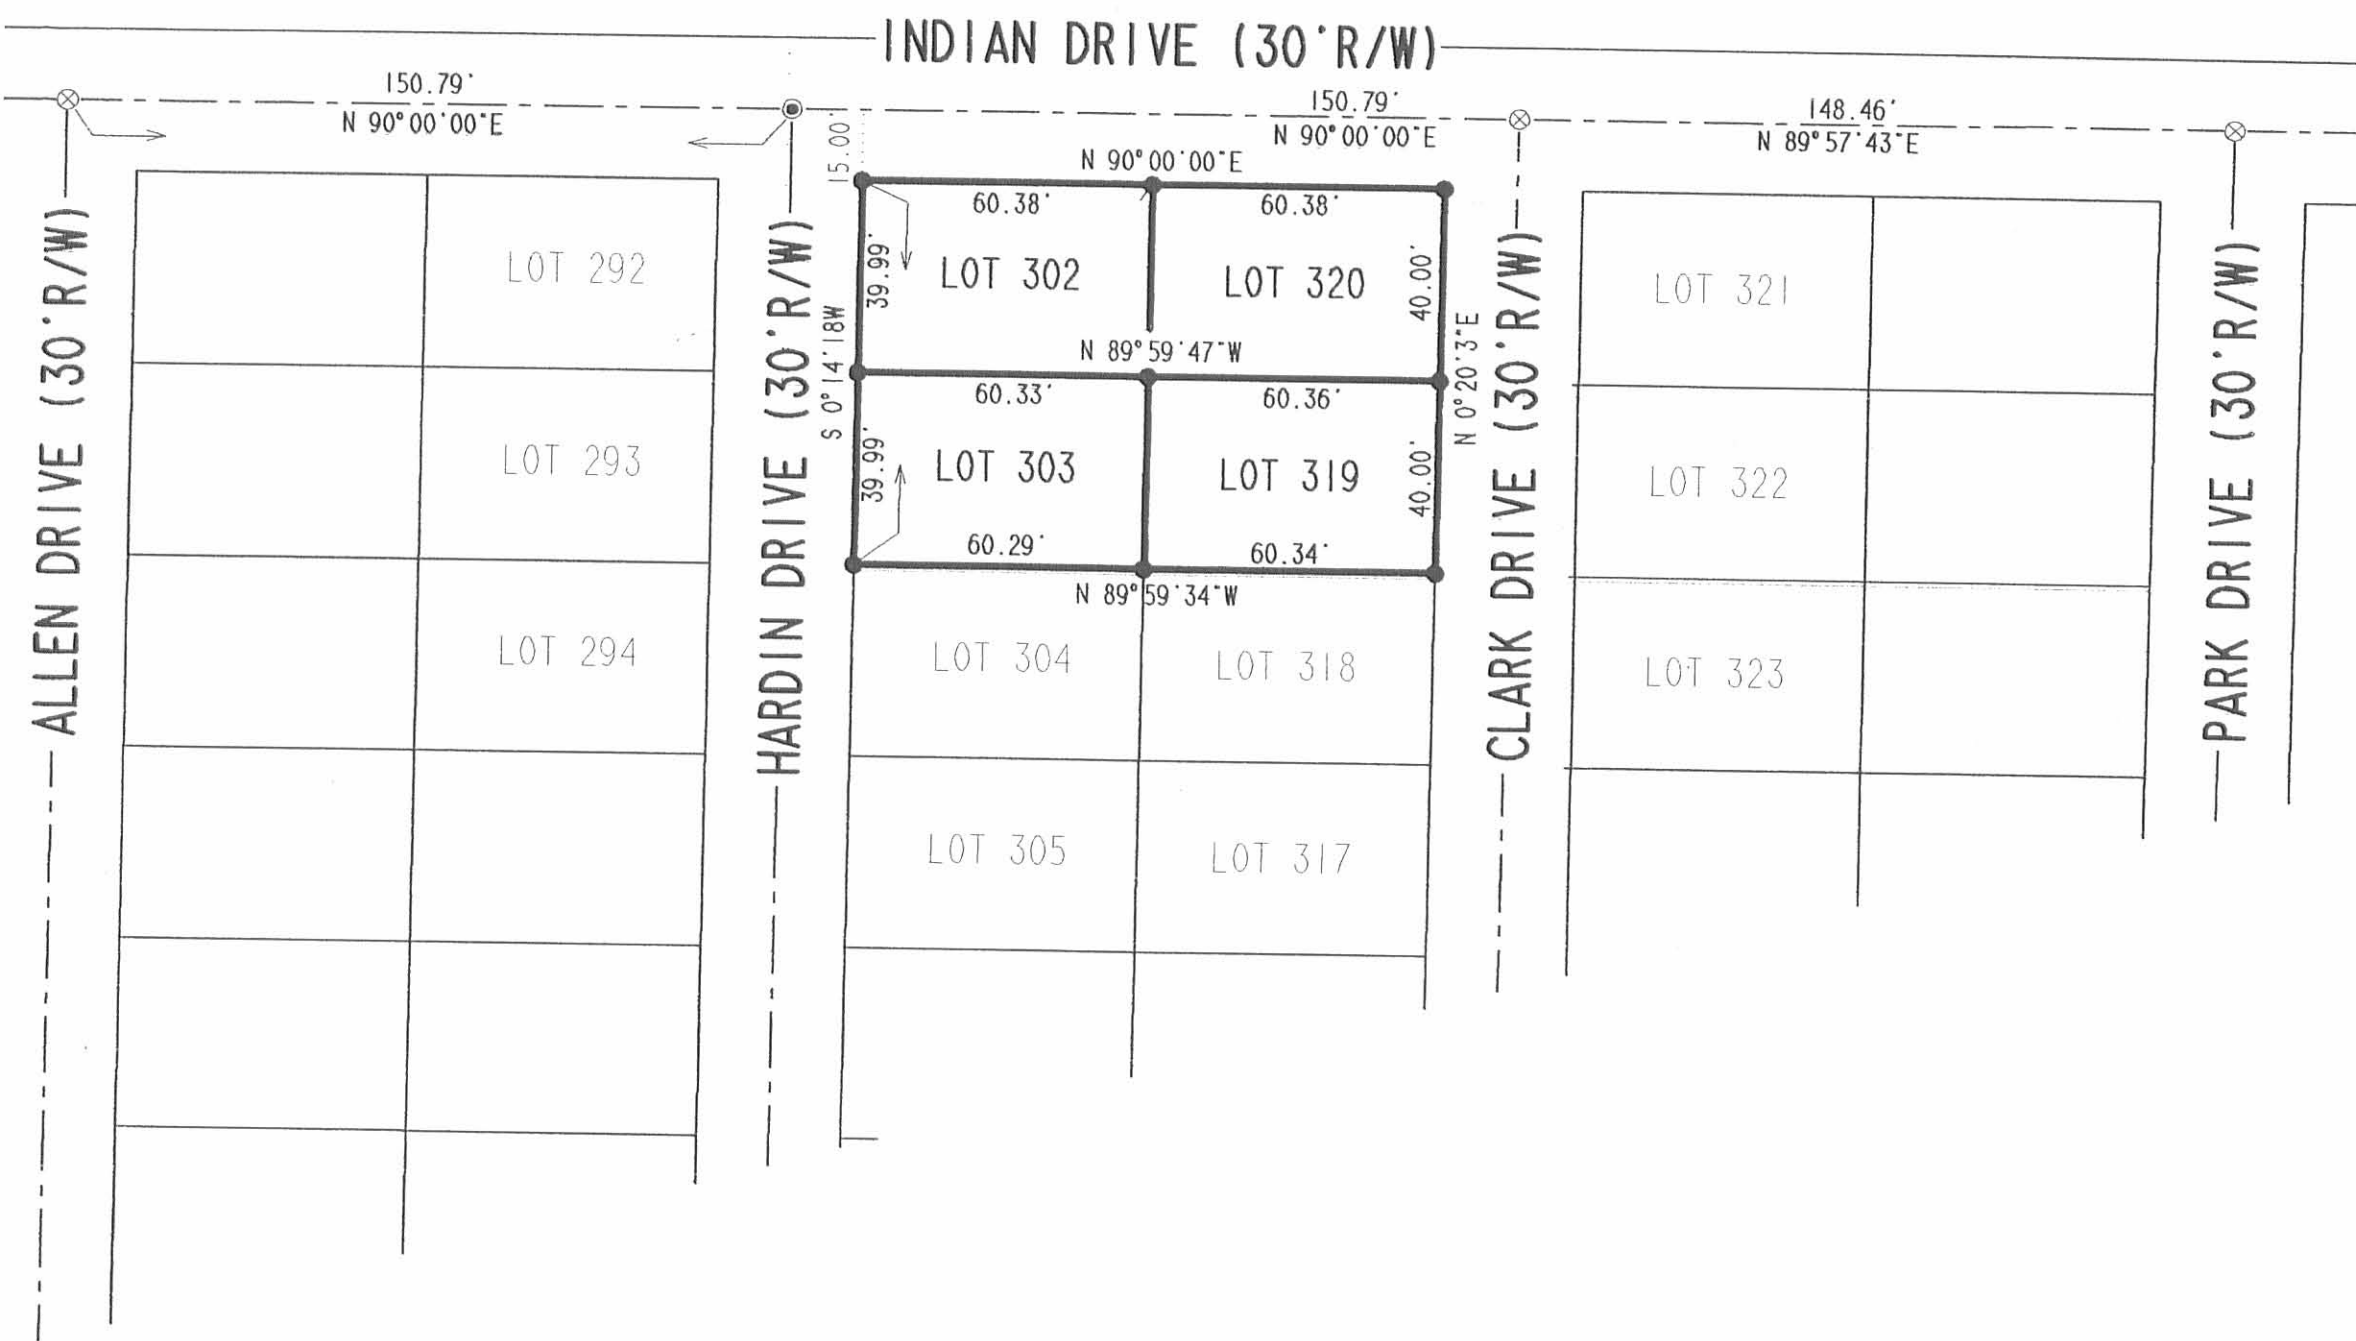 INDIAN DRIVE (30'R/W)
150.79'
N 90°00'00"E
150.79'
N 90°00'00"E
148.46'
N 89°57'43"E
15.00'
N 90°00'00"E
60.38'
60.38'
ALLEN DRIVE (30'R/W)
LOT 292
HARDIN DRIVE (30'R/W)
39.99'
LOT 302
LOT 320
40.00'
CLARK DRIVE (30'R/W)
LOT 321
PARK DRIVE (30'R/W)
S 0°14'18W
N 89°59'47"W
N 0°20'3"E
60.33'
60.36'
LOT 293
39.99'
LOT 303
LOT 319
40.00'
LOT 322
60.29'
60.34'
N 89°59'34"W
LOT 294
LOT 304
LOT 318
LOT 323
LOT 305
LOT 317